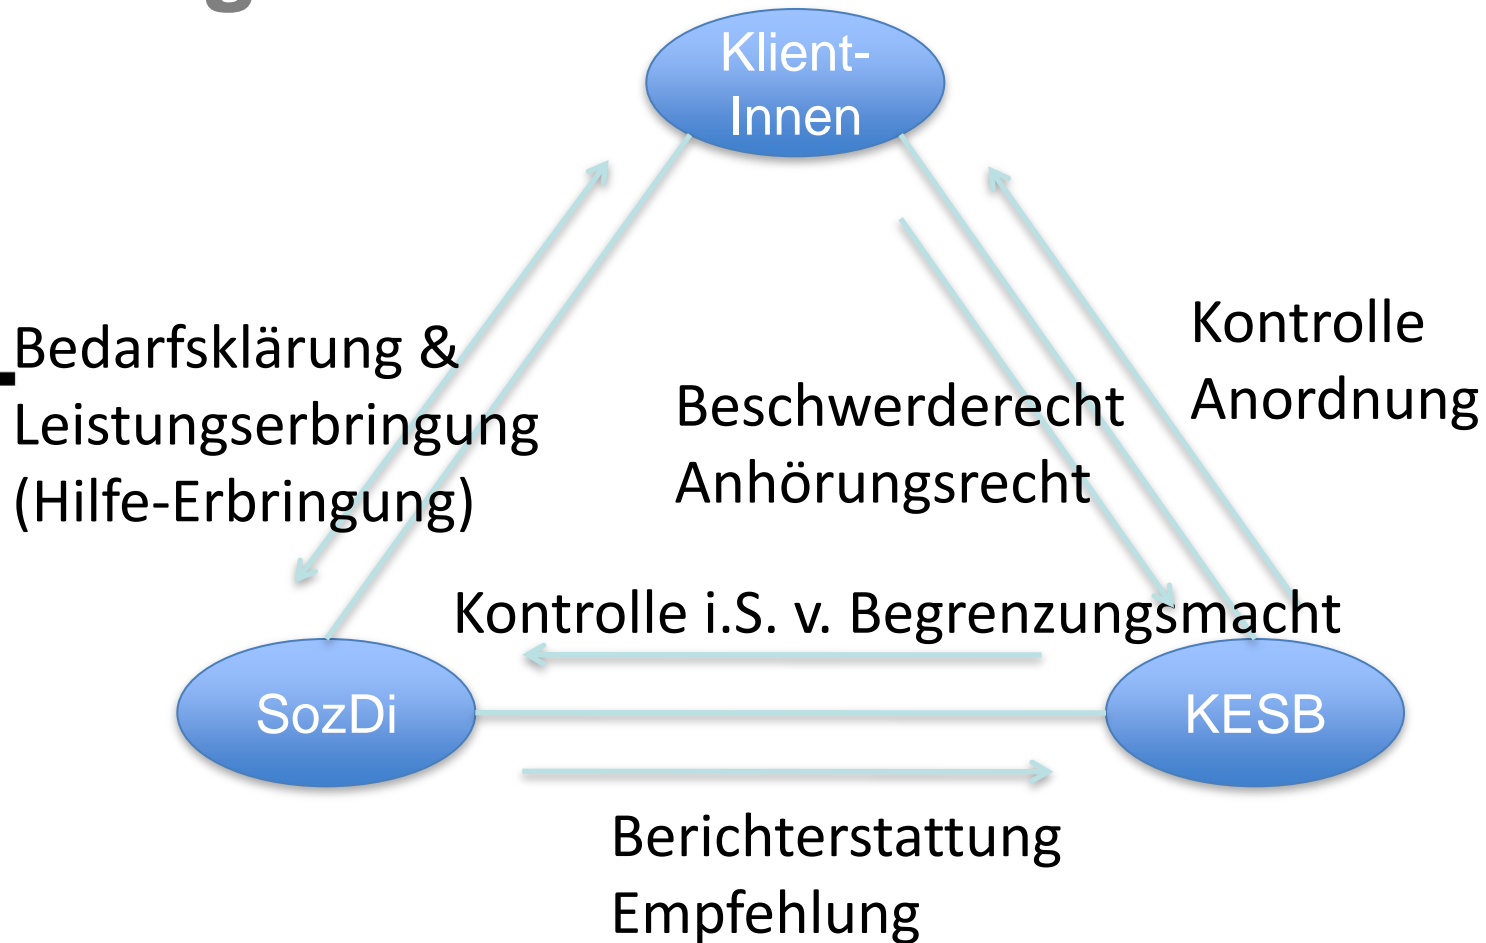 Klient-
Innen
Bedarfsklärung &
Leistungserbringung
(Hilfe-Erbringung)
Kontrolle
Anordnung
Beschwerderecht
Anhörungsrecht
Kontrolle i.S. v. Begrenzungsmacht
SozDi
KESB
Berichterstattung
Empfehlung